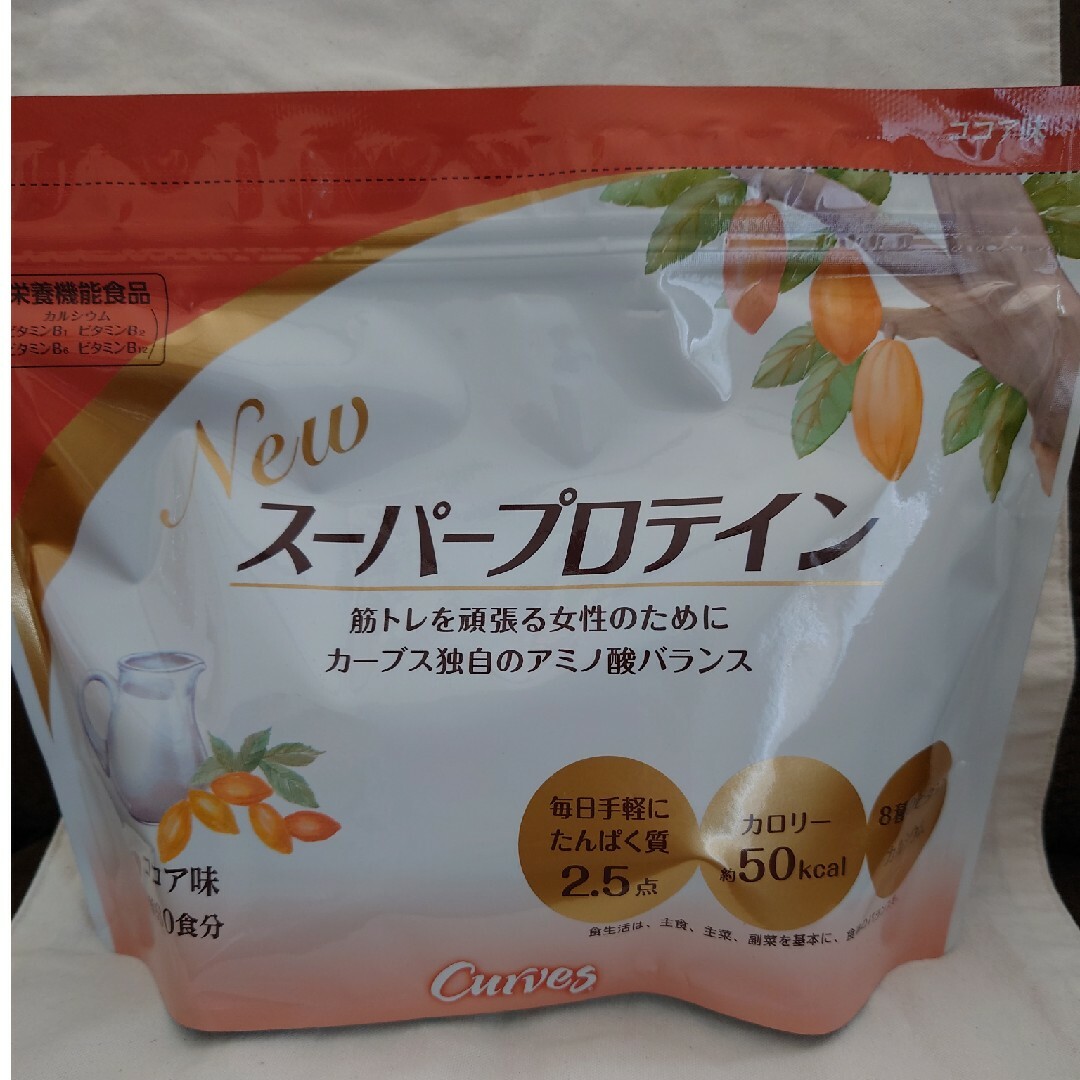 ココア味
栄養機能食品
カルシウム
ビタミンB1 ビタミンB2
ビタミンB6 ビタミンB12
New
スーパープロテイン
筋トレを頑張る女性のために
カーブス独自のアミノ酸バランス
毎日手軽に
たんぱく質
2.5点
カロリー
約50kcal
8種
ココア味
0食分
食生活は、主食、主菜、副菜を基本に、
Curves